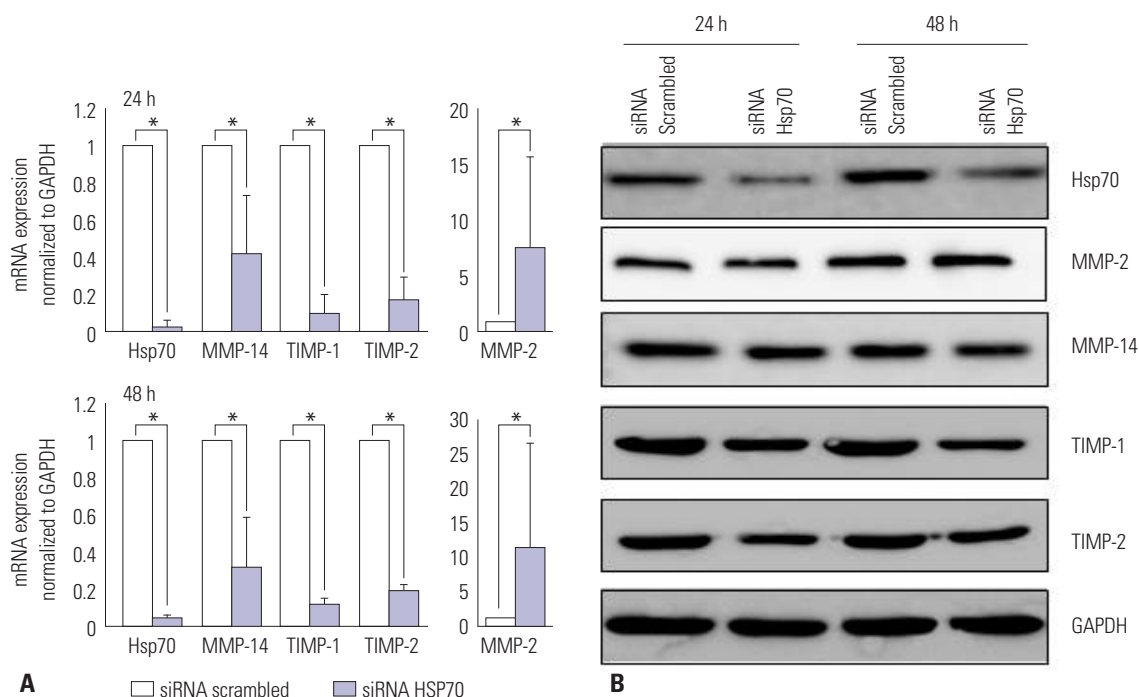 24 h
1.2
1
0.8
0.6
0.4
0.2
0
mRNA expression
normalized to GAPDH
* * * *
Hsp70 MMP-14 TIMP-1 TIMP-2
20
15
10
5
0
*
MMP-2
48 h
1.2
1
0.8
0.6
0.4
0.2
0
mRNA expression
normalized to GAPDH
* * * *
Hsp70 MMP-14 TIMP-1 TIMP-2
30
25
20
15
10
5
0
*
MMP-2
A
siRNA scrambled siRNA HSP70
24 h 48 h
siRNA
Scrambled
siRNA
Hsp70
siRNA
Scrambled
siRNA
Hsp70
Hsp70
MMP-2
MMP-14
TIMP-1
TIMP-2
GAPDH
B